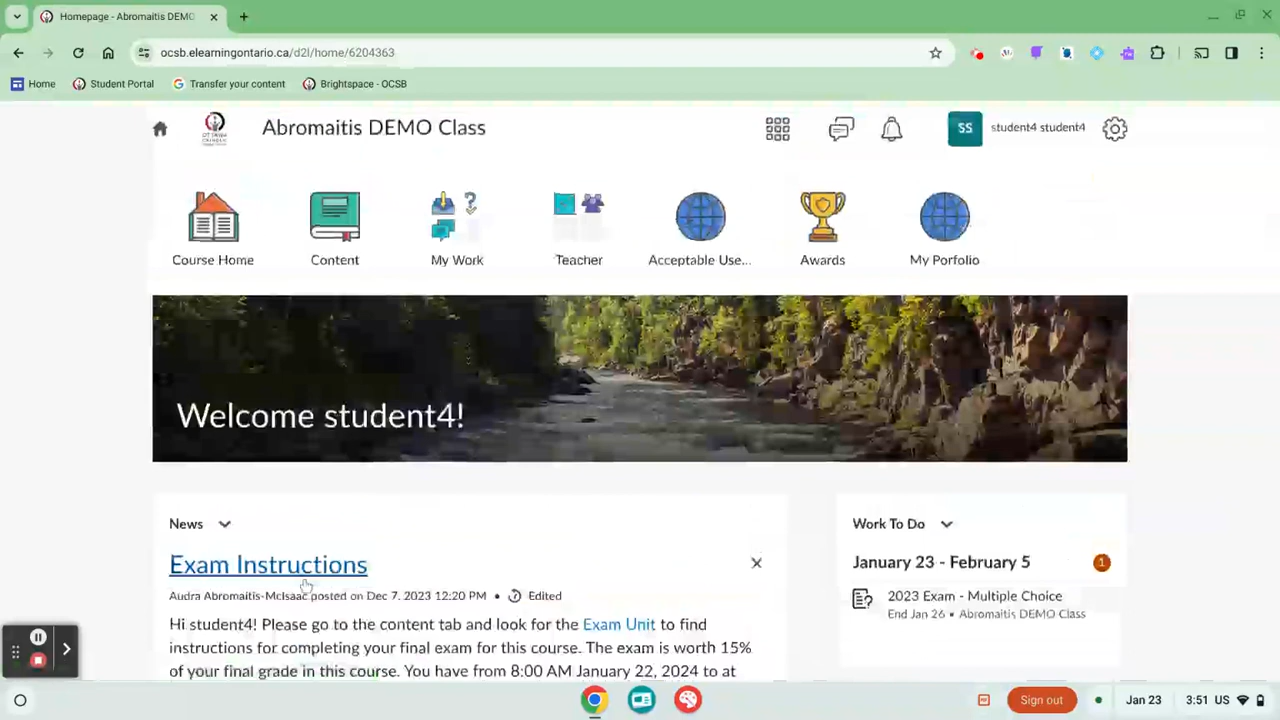 Homepage - Abromaitis DEMO
ocsb.elearningontario.ca/d2l/home/6204363
Home
Student Portal
Transfer your content
Brightspace - OCSB
Abromaitis DEMO Class
SS
student4 student4
Course Home
Content
My Work
Teacher
Acceptable Use...
Awards
My Porfolio
Welcome student4!
News
Exam Instructions
Audra Abromaitis-McIsaac posted on Dec 7, 2023 12:20 PM • Edited
Hi student4! Please go to the content tab and look for the Exam Unit to find
instructions for completing your final exam for this course. The exam is worth 15%
of your final grade in this course. You have from 8:00 AM January 22, 2024 to at
Work To Do
January 23 - February 5
1
2023 Exam - Multiple Choice
End Jan 26 • Abromaitis DEMO Class
Sign out
Jan 23
3:51 US